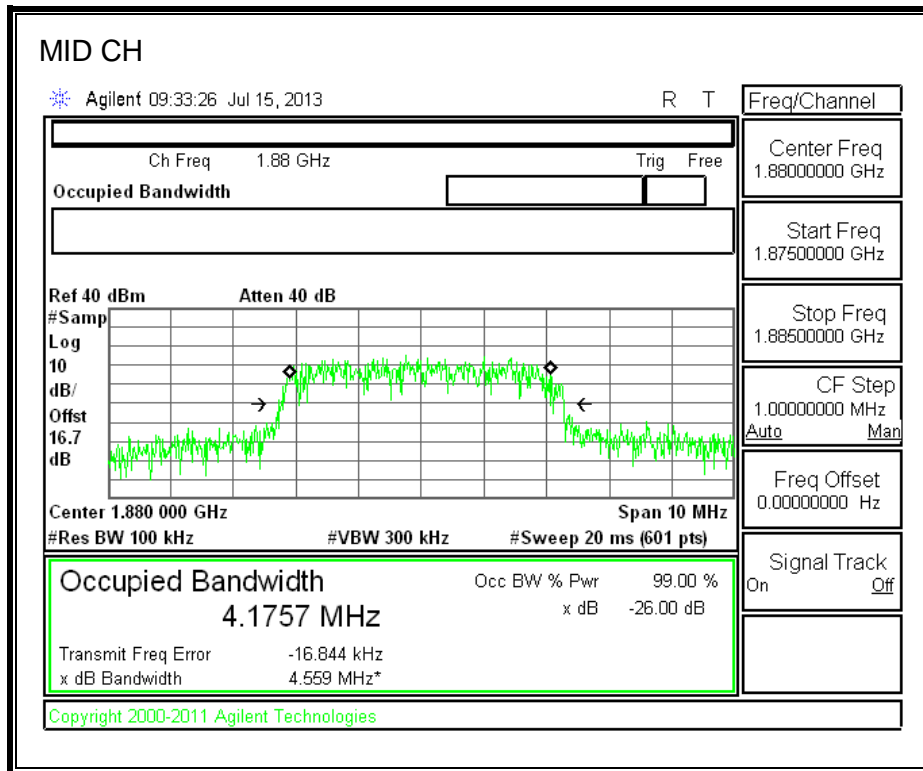 MID CH
Agilent 09:33:26 Jul 15, 2013 R T
Ch Freq 1.88 GHz Trig Free
Occupied Bandwidth
Ref 40 dBm Atten 40 dB
#Samp
Log
10
dB/
Offst
16.7
dB
Center 1.880 000 GHz Span 10 MHz
#Res BW 100 kHz #VBW 300 kHz #Sweep 20 ms (601 pts)
Occupied Bandwidth Occ BW % Pwr 99.00 %
4.1757 MHz x dB -26.00 dB
Transmit Freq Error -16.844 kHz
x dB Bandwidth 4.559 MHz*
Copyright 2000-2011 Agilent Technologies
Freq/Channel
Center Freq
1.88000000 GHz
Start Freq
1.87500000 GHz
Stop Freq
1.88500000 GHz
CF Step
1.00000000 MHz
Auto Man
Freq Offset
0.00000000 Hz
Signal Track
On Off